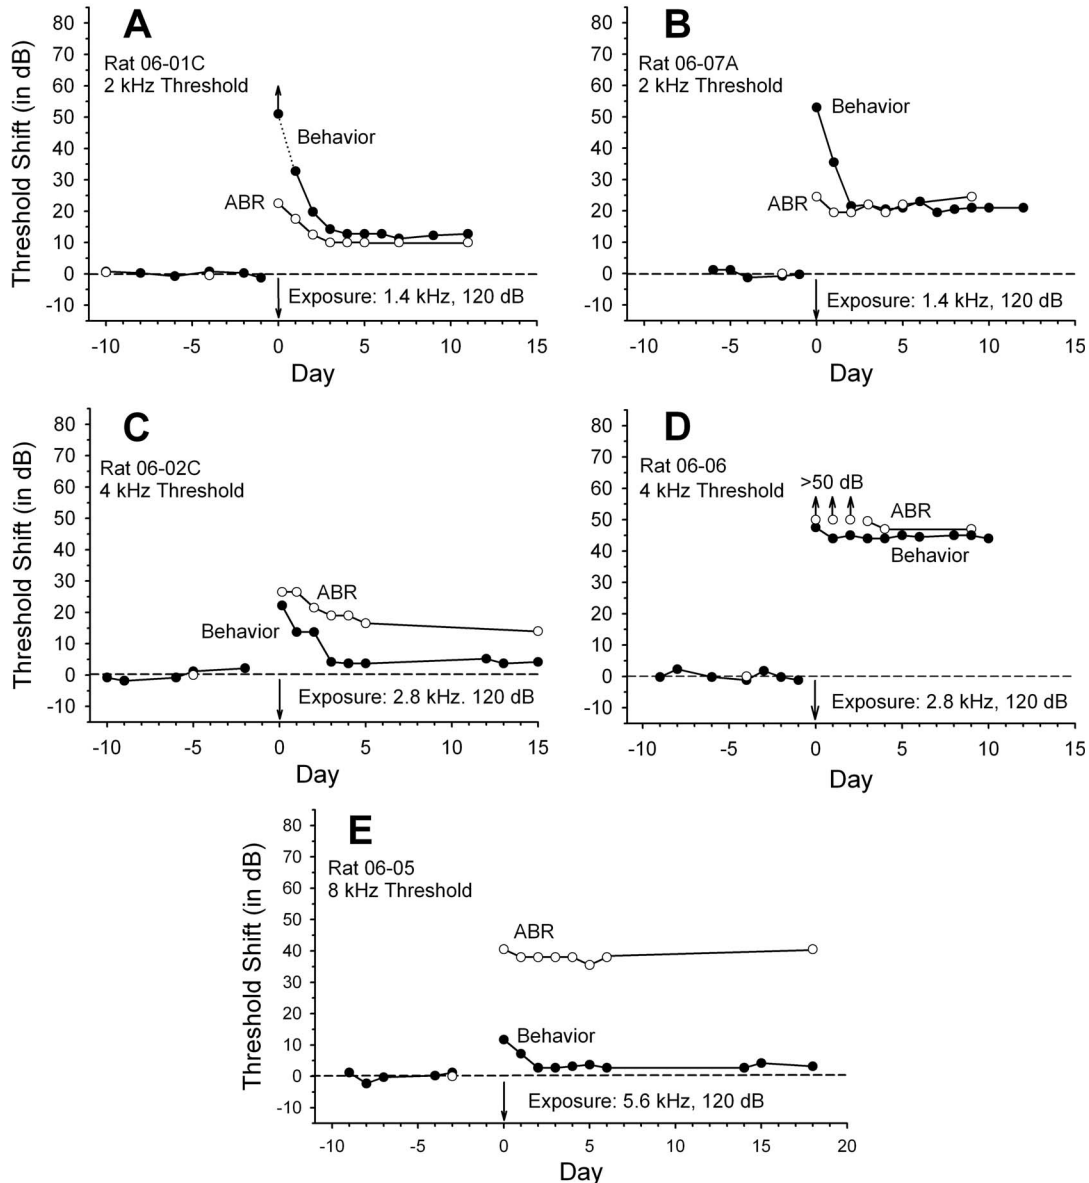 A
Rat 06-01C
2 kHz Threshold
Threshold Shift (in dB)
80
70
60
50
40
30
20
10
0
-10
Behavior
ABR
Exposure: 1.4 kHz, 120 dB
-10 -5 0 5 10 15
Day
B
Rat 06-07A
2 kHz Threshold
80
70
60
50
40
30
20
10
0
-10
Behavior
ABR
Exposure: 1.4 kHz, 120 dB
-10 -5 0 5 10 15
Day
C
Rat 06-02C
4 kHz Threshold
Threshold Shift (in dB)
80
70
60
50
40
30
20
10
0
-10
ABR
Behavior
Exposure: 2.8 kHz. 120 dB
-10 -5 0 5 10 15
Day
D
Rat 06-06
4 kHz Threshold
80
70
60
50
40
30
20
10
0
-10
>50 dB
ABR
Behavior
Exposure: 2.8 kHz, 120 dB
-10 -5 0 5 10 15
Day
E
Rat 06-05
8 kHz Threshold
Threshold Shift (in dB)
80
70
60
50
40
30
20
10
0
-10
ABR
Behavior
Exposure: 5.6 kHz, 120 dB
-10 -5 0 5 10 15 20
Day